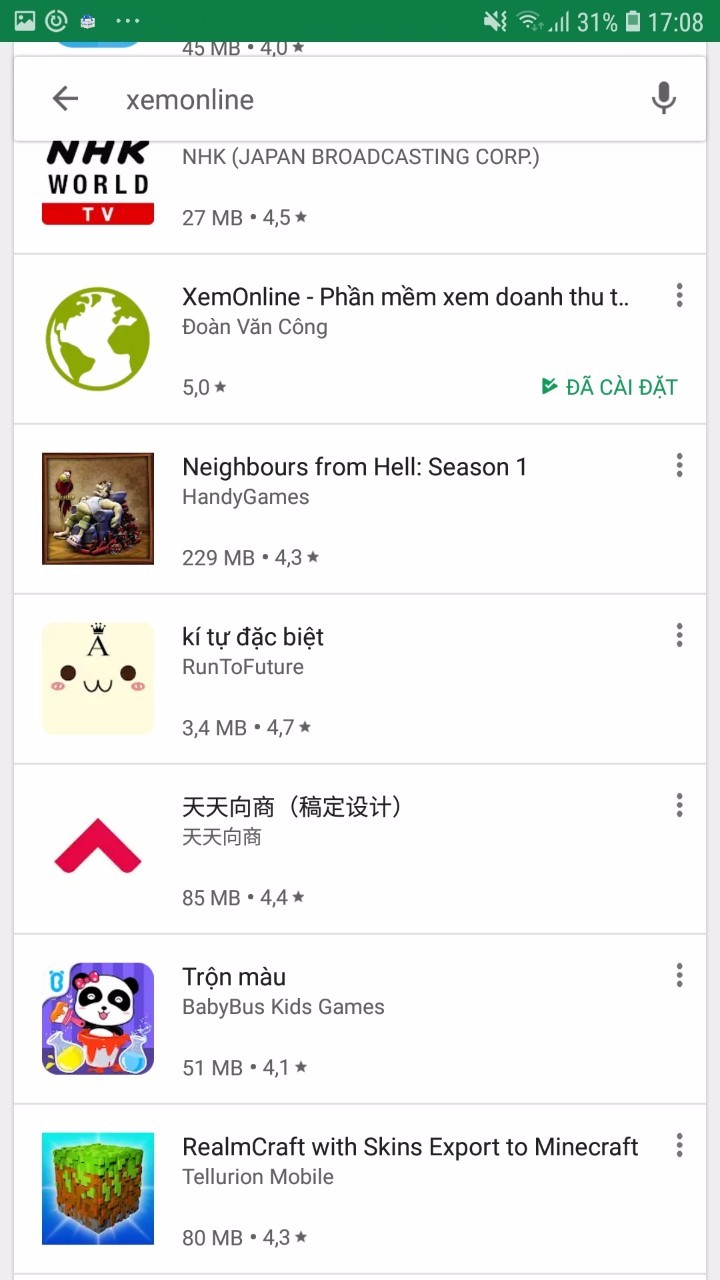 31% 17:08
45 MB • 4,0 ★
xemonline
NHK
WORLD
TV
NHK (JAPAN BROADCASTING CORP.)
27 MB • 4,5 ★
XemOnline - Phần mềm xem doanh thu t..
Đoàn Văn Công
5,0 ★
ĐÃ CÀI ĐẶT
Neighbours from Hell: Season 1
HandyGames
229 MB • 4,3 ★
A
kí tự đặc biệt
RunToFuture
3,4 MB • 4,7 ★
天天向商（稿定设计）
天天向商
85 MB • 4,4 ★
Trộn màu
BabyBus Kids Games
51 MB • 4,1 ★
RealmCraft with Skins Export to Minecraft
Tellurion Mobile
80 MB • 4,3 ★